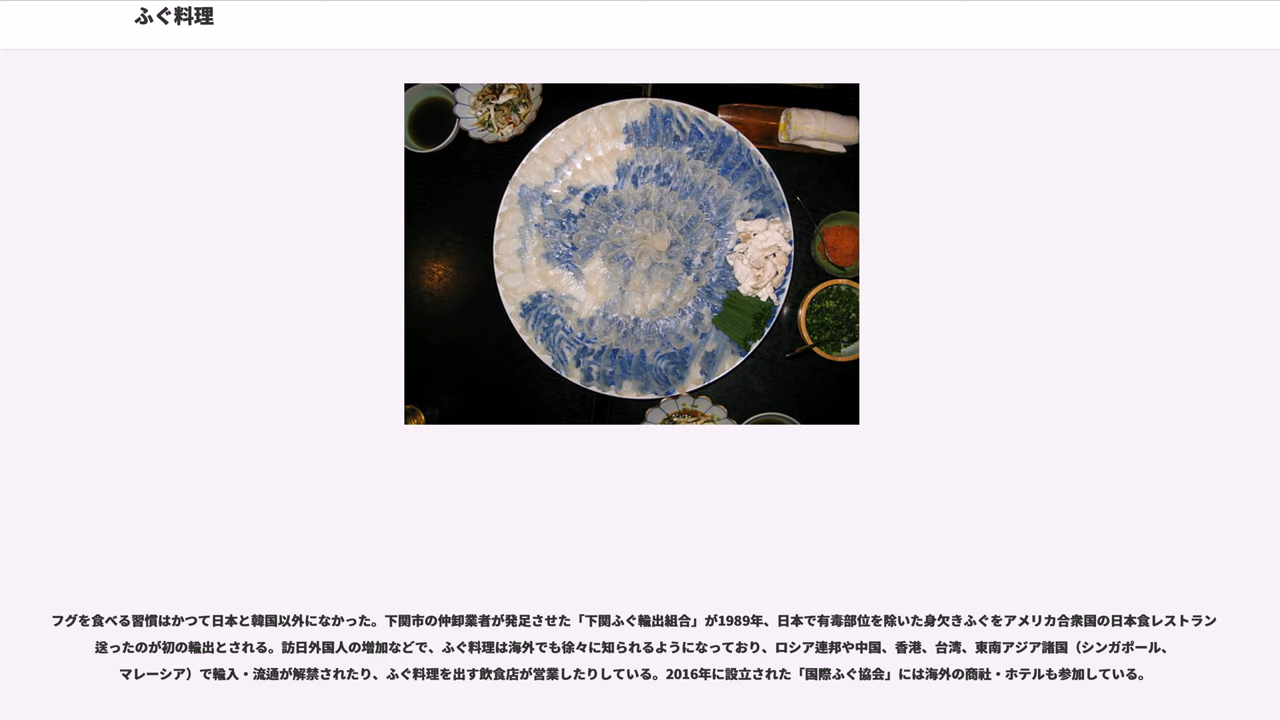 ふぐ料理
フグを食べる習慣はかつて日本と韓国以外になかった。下関市の仲卸業者が発足させた「下関ふぐ輸出組合」が1989年、日本で有毒部位を除いた身欠きふぐをアメリカ合衆国の日本食レストラン
送ったのが初の輸出とされる。訪日外国人の増加などで、ふぐ料理は海外でも徐々に知られるようになっており、ロシア連邦や中国、香港、台湾、東南アジア諸国（シンガポール、
マレーシア）で輸入・流通が解禁されたり、ふぐ料理を出す飲食店が営業したりしている。2016年に設立された「国際ふぐ協会」には海外の商社・ホテルも参加している。